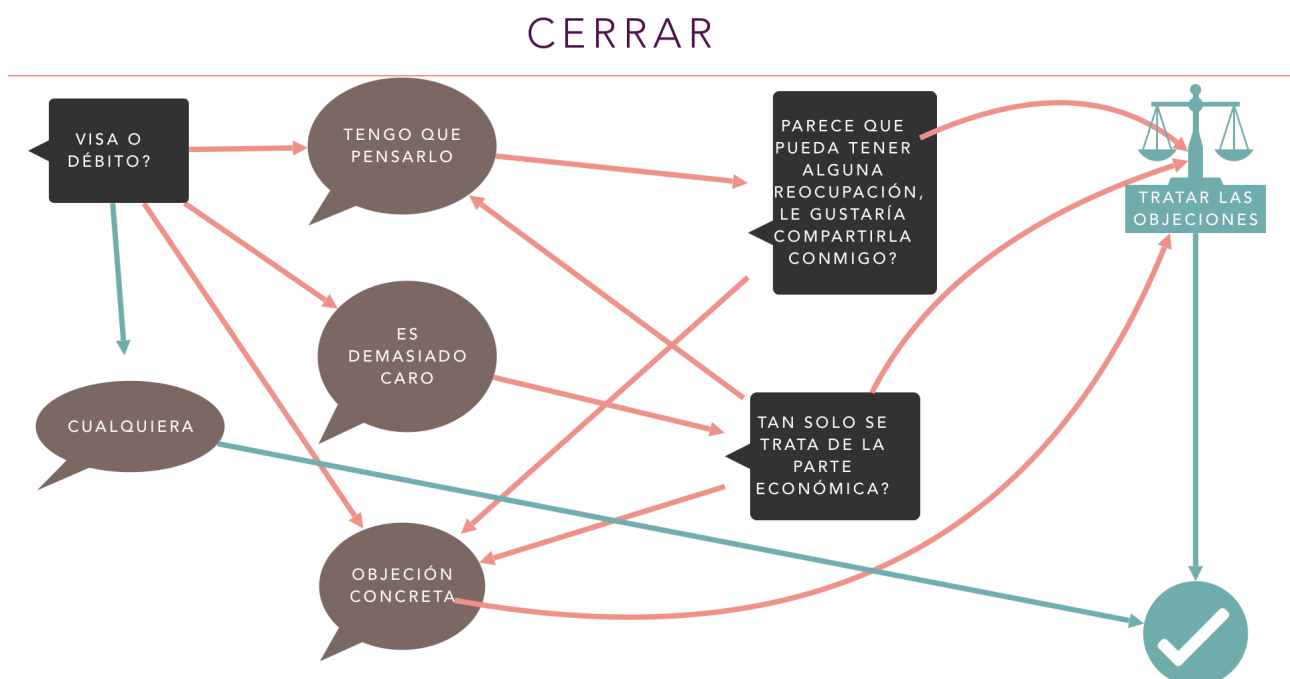 CERRAR
VISA O
DÉBITO?
TENGO QUE
PENSARLO
PARECE QUE
PUEDA TENER
ALGUNA
REOCUPACIÓN,
LE GUSTARÍA
COMPARTIRLA
CONMIGO?
TRATAR LAS
OBJECIONES
ES
DEMASIADO
CARO
CUALQUIERA
TAN SOLO SE
TRATA DE LA
PARTE
ECONÓMICA?
OBJECIÓN
CONCRETA